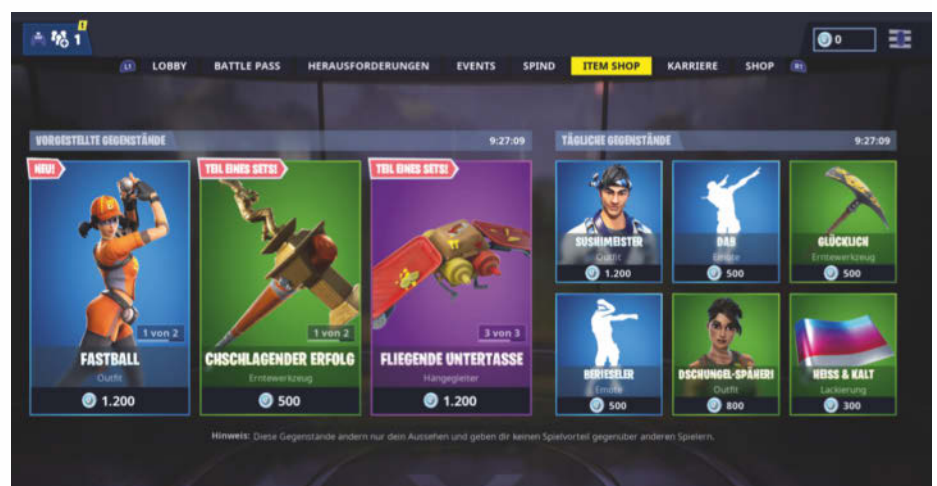 1
1
0
L1 LOBBY BATTLE PASS HERAUSFORDERUNGEN EVENTS SPIND ITEM SHOP KARRIERE SHOP R1
VORGESTELLTE GEGENSTÄNDE 9:27:09
NEU!
1 von 2
FASTBALL
Outfit
1.200
TEIL EINES SETS!
1 von 2
CHSCHLAGENDER ERFOLG
Erntewerkzeug
500
TEIL EINES SETS!
3 von 3
FLIEGENDE UNTERTASSE
Hängegleiter
1.200
TÄGLICHE GEGENSTÄNDE 9:27:09
SUSHIMEISTER
Outfit
1.200
DAB
Emote
500
GLÜCKLICH
Erntewerkzeug
500
BERIESELER
Emote
500
DSCHUNGEL-SPÄHERI
Outfit
800
HEISS & KALT
Lackierung
300
Hinweis: Diese Gegenstände ändern nur dein Aussehen und geben dir keinen Spielvorteil gegenüber anderen Spielern.